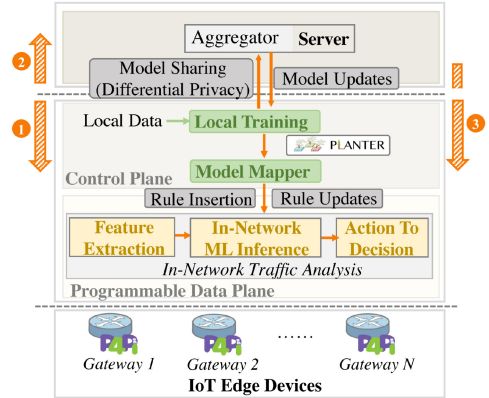 Aggregator Server
2
Model Sharing
(Differential Privacy)
Model Updates
1
3
Local Data
Local Training
PLANTER
Model Mapper
Control Plane
Rule Insertion
Rule Updates
Feature
Extraction
In-Network
ML Inference
Action To
Decision
In-Network Traffic Analysis
Programmable Data Plane
P4Pi
P4Pi
......
P4Pi
Gateway 1
Gateway 2
Gateway N
IoT Edge Devices